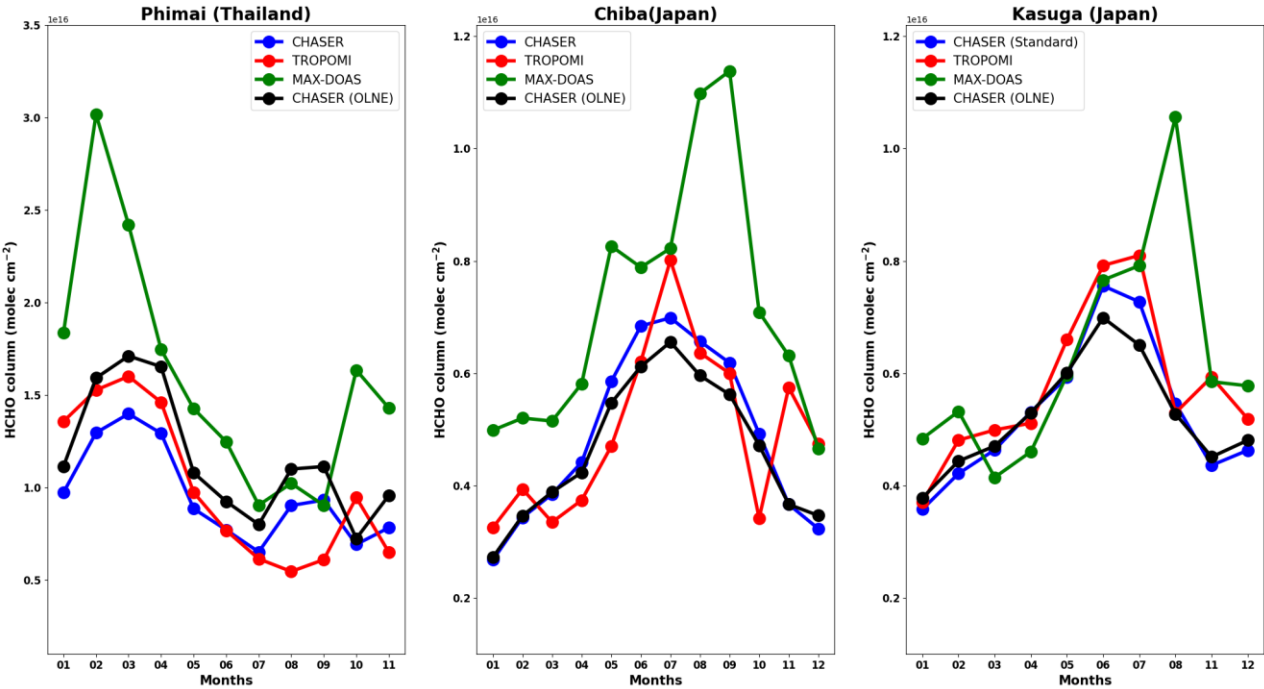 Phimai (Thailand)
1e16
3.5
3.0
2.5
2.0
1.5
1.0
0.5
HCHO column (molec cm⁻²)
CHASER
TROPOMI
MAX-DOAS
CHASER (OLNE)
01 02 03 04 05 06 07 08 09 10 11
Months
Chiba(Japan)
1e16
1.2
1.0
0.8
0.6
0.4
0.2
HCHO column (molec cm⁻²)
CHASER
TROPOMI
MAX-DOAS
CHASER (OLNE)
01 02 03 04 05 06 07 08 09 10 11 12
Months
Kasuga (Japan)
1e16
1.2
1.0
0.8
0.6
0.4
0.2
HCHO column (molec cm⁻²)
CHASER (Standard)
TROPOMI
MAX-DOAS
CHASER (OLNE)
01 02 03 04 05 06 07 08 11 12
Months